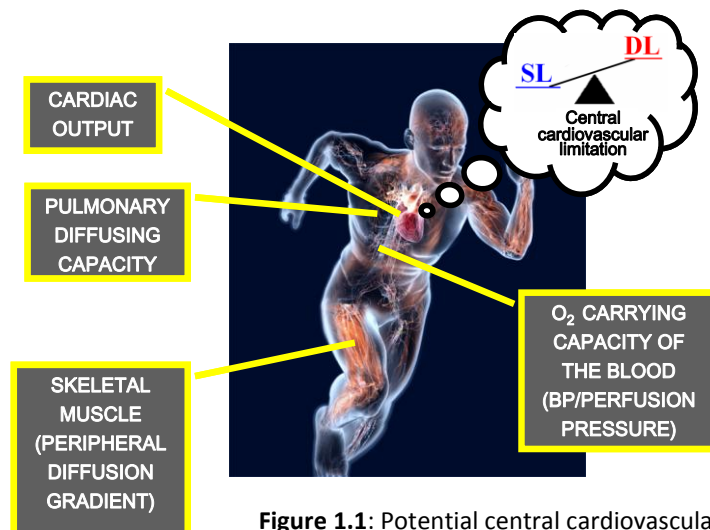 SL DL
Central
cardiovascular
limitation
CARDIAC
OUTPUT
PULMONARY
DIFFUSING
CAPACITY
O₂ CARRYING
CAPACITY OF
THE BLOOD
(BP/PERFUSION
PRESSURE)
SKELETAL
MUSCLE
(PERIPHERAL
DIFFUSION
GRADIENT)
Figure 1.1: Potential central cardiovascula